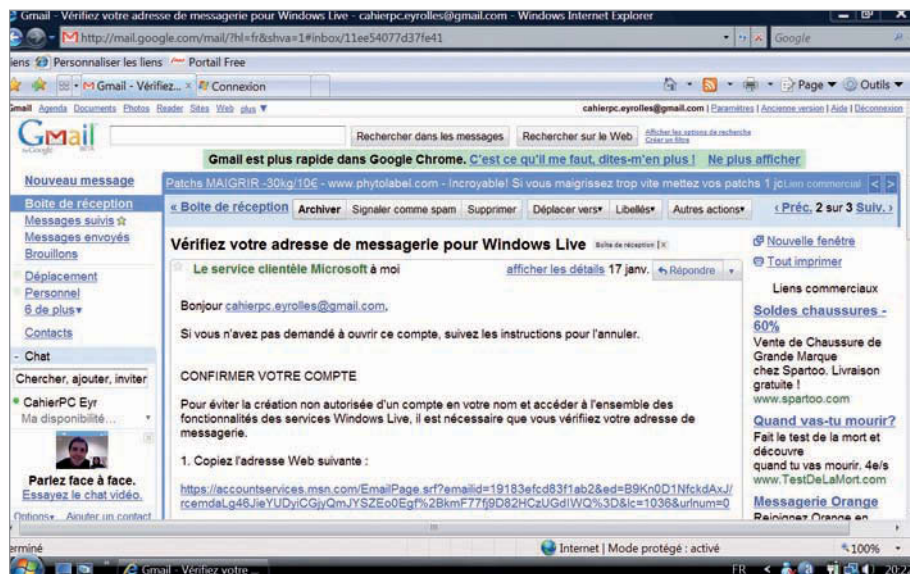 Gmail - Vérifiez votre adresse de messagerie pour Windows Live - cahierpc.eyrolles@gmail.com - Windows Internet Explorer
http://mail.google.com/mail/?hl=fr&shva=1#inbox/11ee54077d37fe41
Google
iens Personnaliser les liens Portail Free
Gmail - Vérifiez... Connexion
Page Outils
Gmail Agenda Documents Photos Reader Sites Web plus
cahierpc.eyrolles@gmail.com | Paramètres | Ancienne version | Aide | Déconnexion
Gmail
by Google BETA
Rechercher dans les messages Rechercher sur le Web
Afficher les options de recherche
Créer un filtre
Gmail est plus rapide dans Google Chrome. C'est ce qu'il me faut, dites-m'en plus ! Ne plus afficher
Nouveau message
Boîte de réception
Messages suivis
Messages envoyés
Brouillons
Déplacement
Personnel
6 de plus
Contacts
- Chat
Chercher, ajouter, inviter
CahierPC Eyr
Ma disponibilité...
Parlez face à face.
Essayez le chat vidéo.
Options Ajouter un contact
Patchs MAIGRIR -30kg/10€ - www.phytolabel.com - Incroyable! Si vous maigrissez trop vite mettez vos patchs 1 jo Lien commercial < >
« Boîte de réception Archiver Signaler comme spam Supprimer Déplacer vers Libellés Autres actions ‹ Préc. 2 sur 3 Suiv. ›
Vérifiez votre adresse de messagerie pour Windows Live Boîte de réception | X
Le service clientèle Microsoft à moi afficher les détails 17 janv. Répondre
Bonjour cahierpc.eyrolles@gmail.com,
Si vous n'avez pas demandé à ouvrir ce compte, suivez les instructions pour l'annuler.
CONFIRMER VOTRE COMPTE
Pour éviter la création non autorisée d'un compte en votre nom et accéder à l'ensemble des
fonctionnalités des services Windows Live, il est nécessaire que vous vérifiiez votre adresse de
messagerie.
1. Copiez l'adresse Web suivante :
https://accountservices.msn.com/EmailPage.srf?emailid=19183efcd83f1ab2&ed=B9Kn0D1NfckdAxJ/
rcemdaLg46JieYUDyiCGjyQmJYSZEo0Egf%2BkmF77fj9D82HCzUGdIWQ%3D&lc=1036&urlnum=0
Nouvelle fenêtre
Tout imprimer
Liens commerciaux
Soldes chaussures -
60%
Vente de Chaussure de
Grande Marque
chez Spartoo. Livraison
gratuite !
www.spartoo.com
Quand vas-tu mourir?
Fait le test de la mort et
découvre
quand tu vas mourir. 4e/s
www.TestDeLaMort.com
Messagerie Orange
Rejoignez Orange en
erminé Internet | Mode protégé : activé 100%
Gmail - Vérifiez votre ... FR 20:22